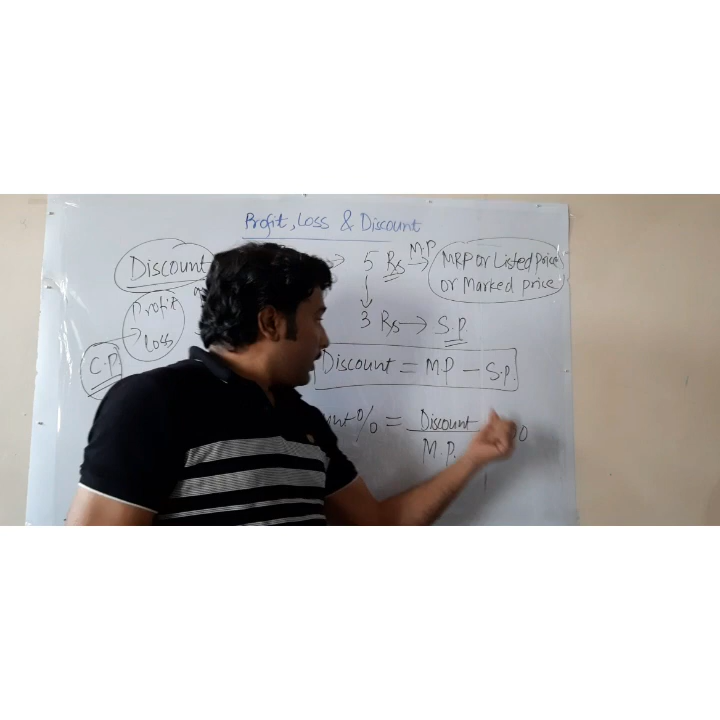 Profit, Loss & Discount
Discount
5 Rs M.P → MRP or Listed price
or Marked price
Profit
Loss
3 Rs → S.P.
C.P
Discount = M.P - S.P.
% = Discount
M.P.